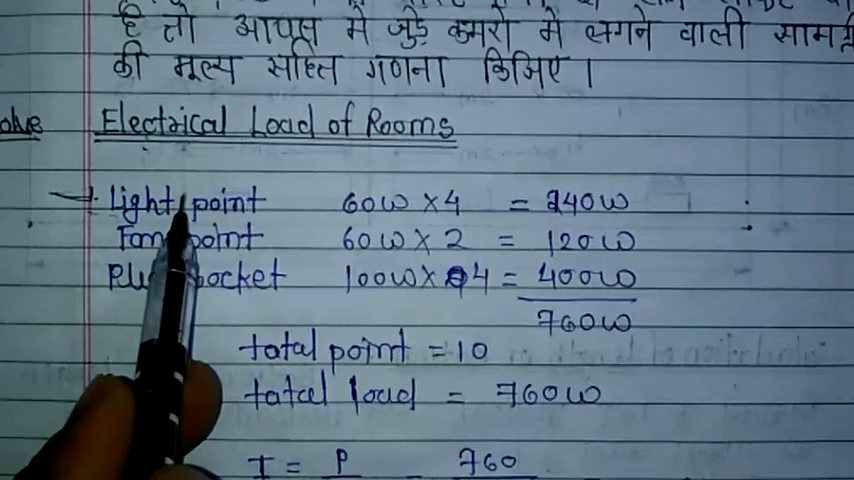 है तो आपस में जुड़े कमरो मे लगने वाली सामग्री
की मूल्य सहित गणना किजिए।
Electrical Load of Rooms
Light point 60W × 4 = 240W
Fan point 60W × 2 = 120W
100W × 4 = 400W
760W
total point = 10
total load = 760W
I = P 760